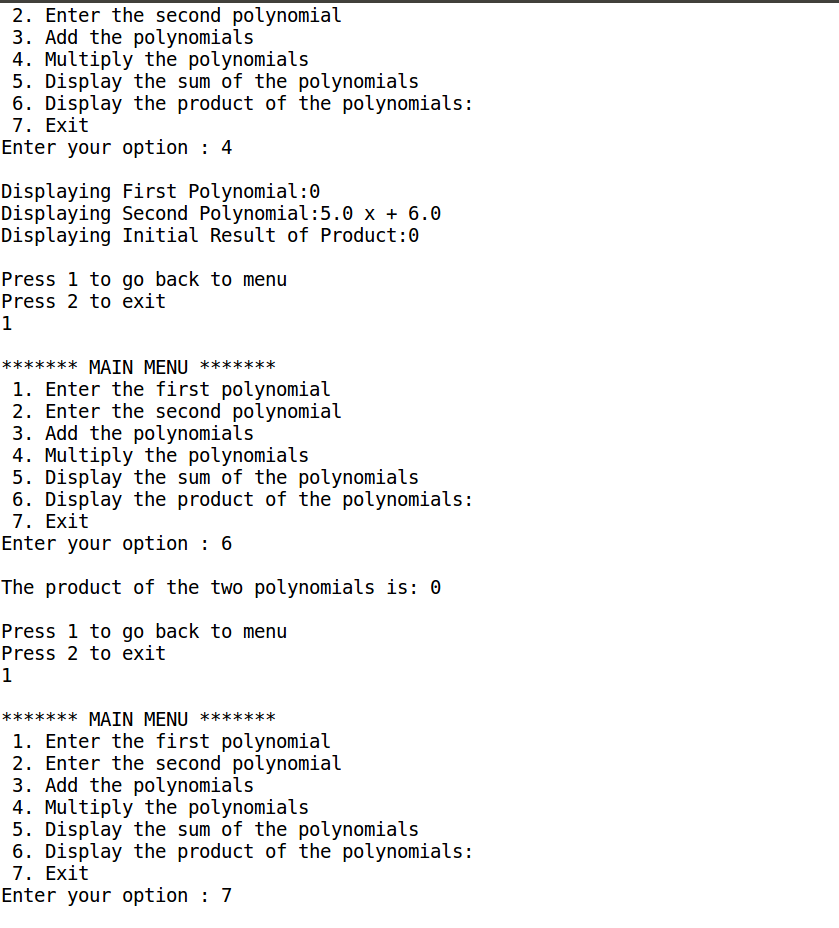 2. Enter the second polynomial
3. Add the polynomials
4. Multiply the polynomials
5. Display the sum of the polynomials
6. Display the product of the polynomials:
7. Exit
Enter your option : 4
Displaying First Polynomial:0
Displaying Second Polynomial:5.0 x + 6.0
Displaying Initial Result of Product:0
Press 1 to go back to menu
Press 2 to exit
1
******* MAIN MENU *******
1. Enter the first polynomial
2. Enter the second polynomial
3. Add the polynomials
4. Multiply the polynomials
5. Display the sum of the polynomials
6. Display the product of the polynomials:
7. Exit
Enter your option : 6
The product of the two polynomials is: 0
Press 1 to go back to menu
Press 2 to exit
1
******* MAIN MENU *******
1. Enter the first polynomial
2. Enter the second polynomial
3. Add the polynomials
4. Multiply the polynomials
5. Display the sum of the polynomials
6. Display the product of the polynomials:
7. Exit
Enter your option : 7